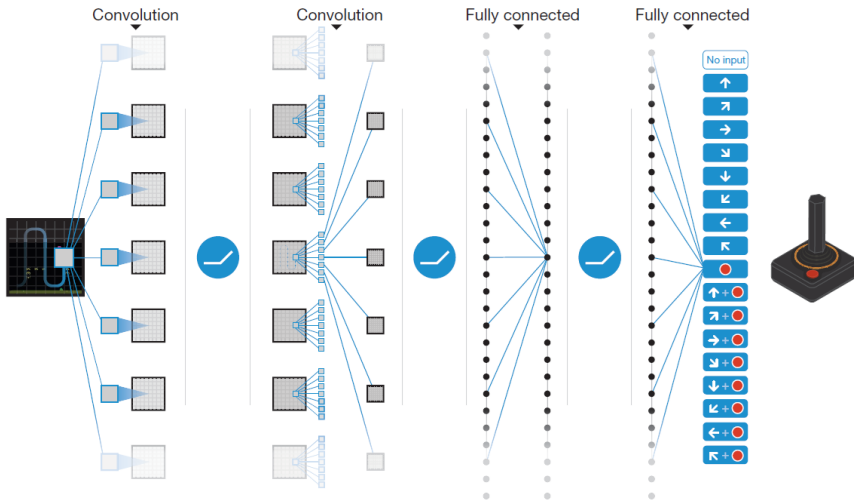 Convolution
Convolution
Fully connected
Fully connected
No input
+
+
+
+
+
+
+
+